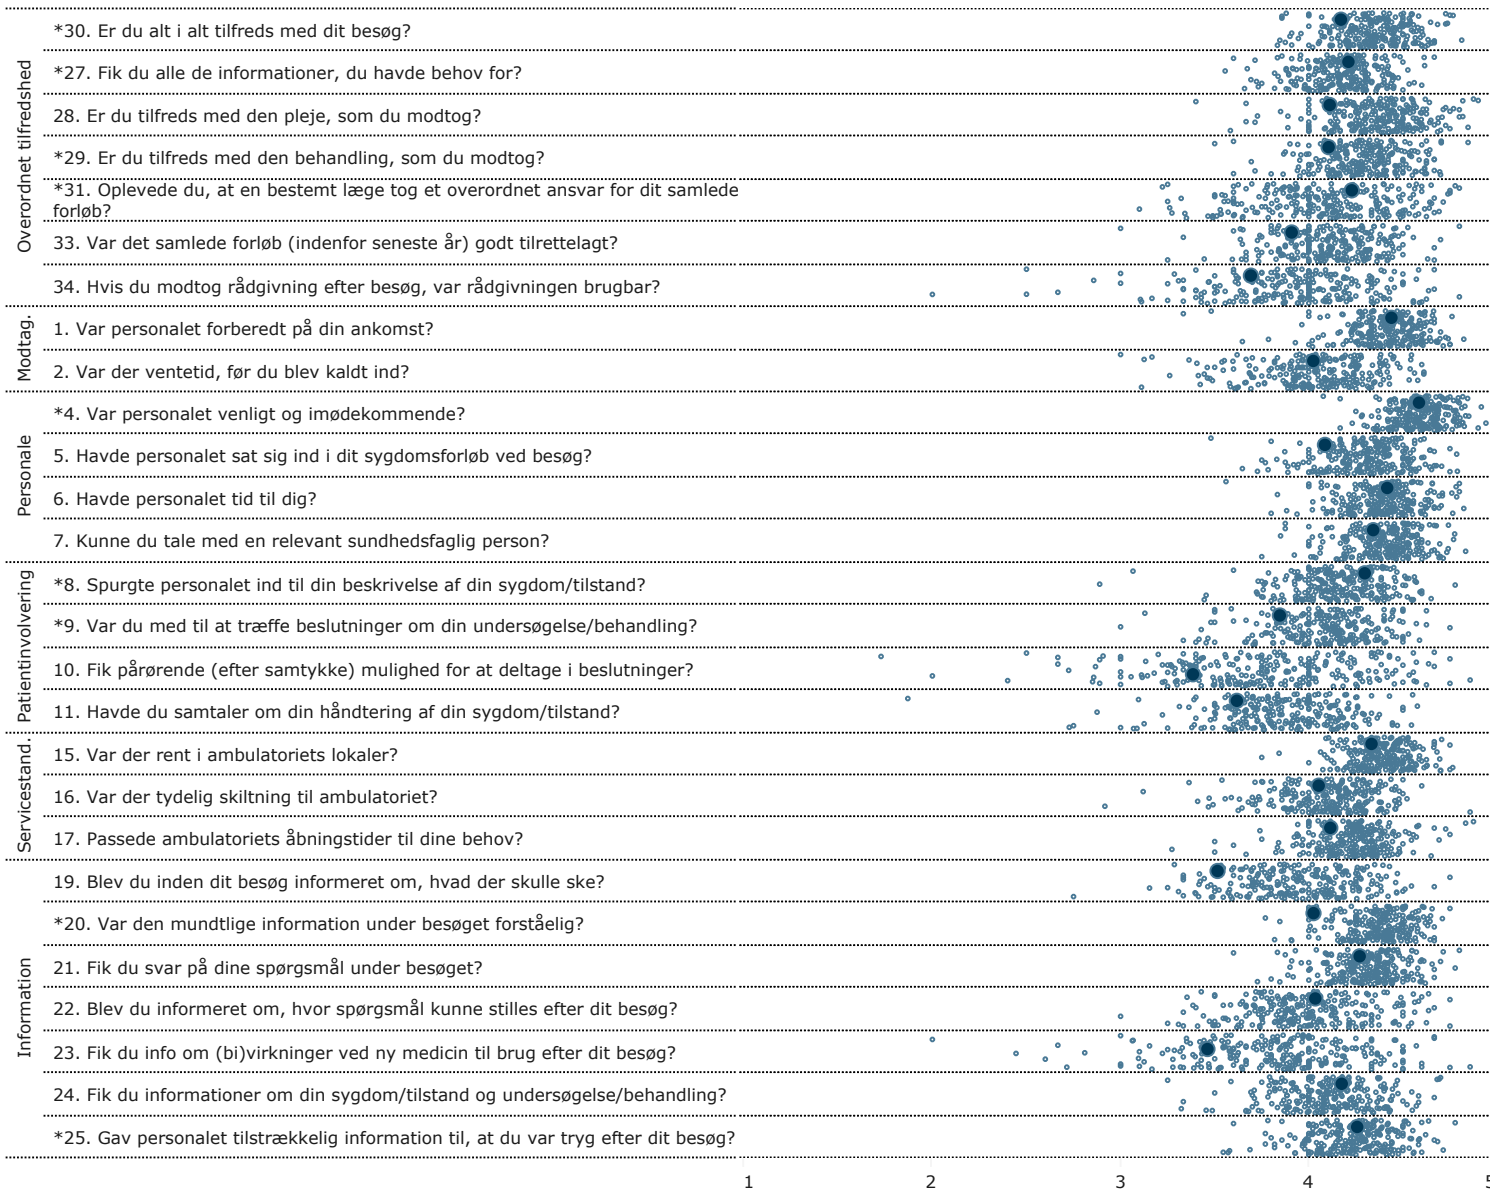 Overordnet tilfredshed
*30. Er du alt i alt tilfreds med dit besøg?
*27. Fik du alle de informationer, du havde behov for?
28. Er du tilfreds med den pleje, som du modtog?
*29. Er du tilfreds med den behandling, som du modtog?
*31. Oplevede du, at en bestemt læge tog et overordnet ansvar for dit samlede
forløb?
33. Var det samlede forløb (indenfor seneste år) godt tilrettelagt?
34. Hvis du modtog rådgivning efter besøg, var rådgivningen brugbar?
Modtag.
1. Var personalet forberedt på din ankomst?
2. Var der ventetid, før du blev kaldt ind?
Personale
*4. Var personalet venligt og imødekommende?
5. Havde personalet sat sig ind i dit sygdomsforløb ved besøg?
6. Havde personalet tid til dig?
7. Kunne du tale med en relevant sundhedsfaglig person?
Patientinvolvering
*8. Spurgte personalet ind til din beskrivelse af din sygdom/tilstand?
*9. Var du med til at træffe beslutninger om din undersøgelse/behandling?
10. Fik pårørende (efter samtykke) mulighed for at deltage i beslutninger?
11. Havde du samtaler om din håndtering af din sygdom/tilstand?
Servicestand.
15. Var der rent i ambulatoriets lokaler?
16. Var der tydelig skiltning til ambulatoriet?
17. Passede ambulatoriets åbningstider til dine behov?
Information
19. Blev du inden dit besøg informeret om, hvad der skulle ske?
*20. Var den mundtlige information under besøget forståelig?
21. Fik du svar på dine spørgsmål under besøget?
22. Blev du informeret om, hvor spørgsmål kunne stilles efter dit besøg?
23. Fik du info om (bi)virkninger ved ny medicin til brug efter dit besøg?
24. Fik du informationer om din sygdom/tilstand og undersøgelse/behandling?
*25. Gav personalet tilstrækkelig information til, at du var tryg efter dit besøg?
1 2 3 4 5